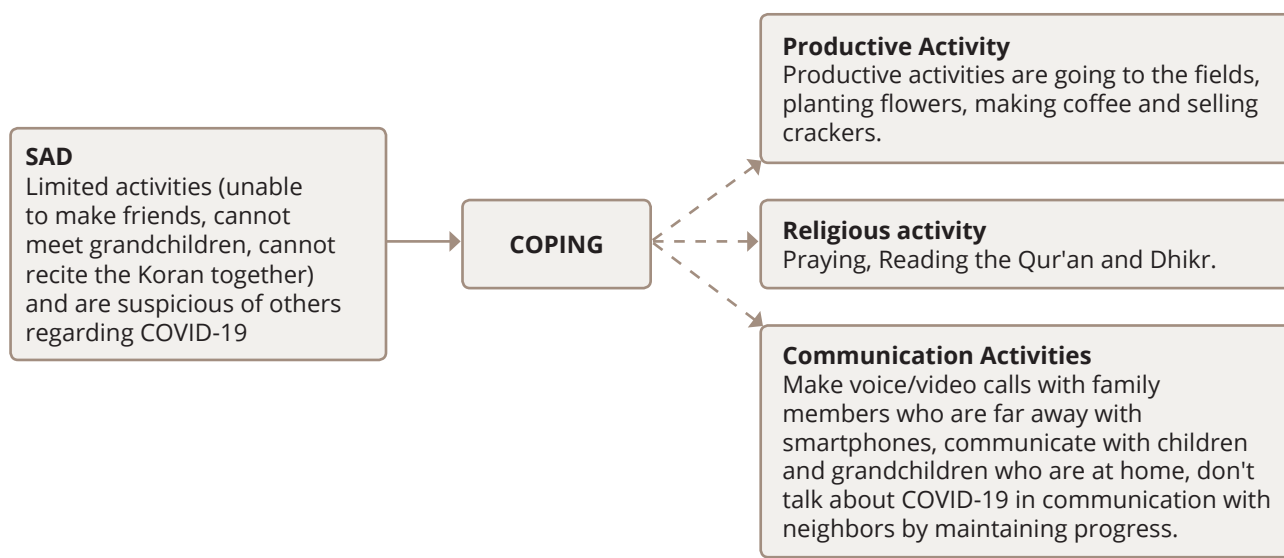 SAD
Limited activities (unable
to make friends, cannot
meet grandchildren, cannot
recite the Koran together)
and are suspicious of others
regarding COVID-19
COPING
Productive Activity
Productive activities are going to the fields,
planting flowers, making coffee and selling
crackers.
Religious activity
Praying, Reading the Qur'an and Dhikr.
Communication Activities
Make voice/video calls with family
members who are far away with
smartphones, communicate with children
and grandchildren who are at home, don't
talk about COVID-19 in communication with
neighbors by maintaining progress.